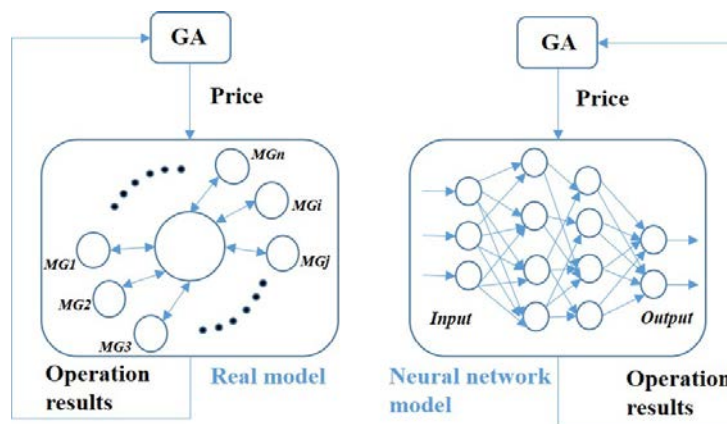 GA
Price
MGn
MGi
MGj
MG1
MG2
MG3
Operation
results
Real model
GA
Price
Input
Output
Neural network
model
Operation
results